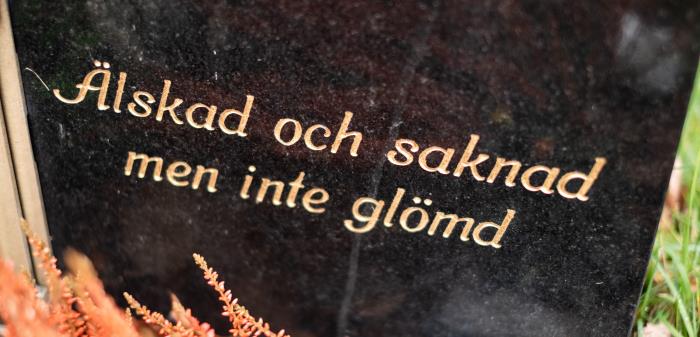 Älskad och saknad
men inte glömd